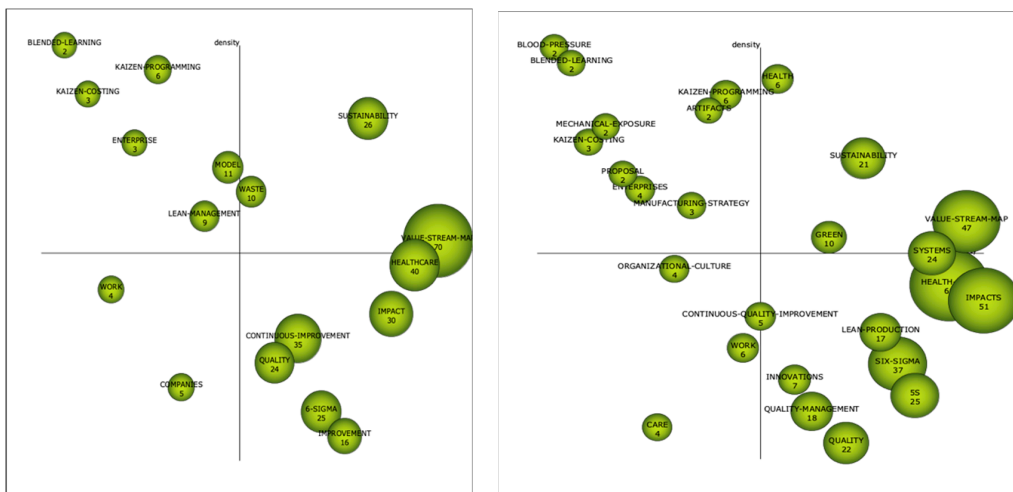 BLENDED-LEARNING
2
density
KAIZEN-PROGRAMMING
6
KAIZEN-COSTING
3
SUSTAINABILITY
26
ENTERPRISE
3
MODEL
11
WASTE
10
LEAN-MANAGEMENT
9
VALUE-STREAM-MA
70
HEALTHCARE
40
WORK
4
IMPACT
30
CONTINUOUS-IMPROVEMENT
35
QUALITY
24
COMPANIES
5
6-SIGMA
25
IMPROVEMENT
16
BLOOD-PRESSURE
2
density
BLENDED-LEARNING
2
HEALTH
6
KAIZEN-PROGRAMMING
6
ARTIFACTS
2
MECHANICAL-EXPOSURE
2
KAIZEN-COSTING
3
SUSTAINABILITY
21
PROPOSAL
2
ENTERPRISES
4
MANUFACTURING-STRATEGY
3
VALUE-STREAM-MAP
47
GREEN
10
SYSTEMS
24
ORGANIZATIONAL-CULTURE
4
HEALTH
6
IMPACTS
51
CONTINUOUS-QUALITY-IMPROVEMENT
5
LEAN-PRODUCTION
17
WORK
6
SIX-SIGMA
37
INNOVATIONS
7
5S
25
QUALITY-MANAGEMENT
18
CARE
4
QUALITY
22